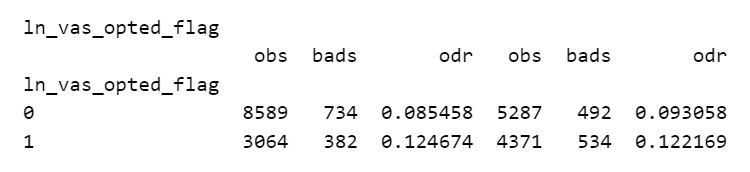 ln_vas_opted_flag
obs bads odr obs bads odr
ln_vas_opted_flag
0 8589 734 0.085458 5287 492 0.093058
1 3064 382 0.124674 4371 534 0.122169